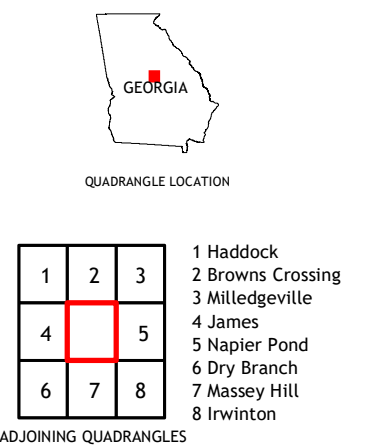 GEORGIA
QUADRANGLE LOCATION
1 2 3
4 5
6 7 8
ADJOINING QUADRANGLES
1 Haddock
2 Browns Crossing
3 Milledgeville
4 James
5 Napier Pond
6 Dry Branch
7 Massey Hill
8 Irwinton